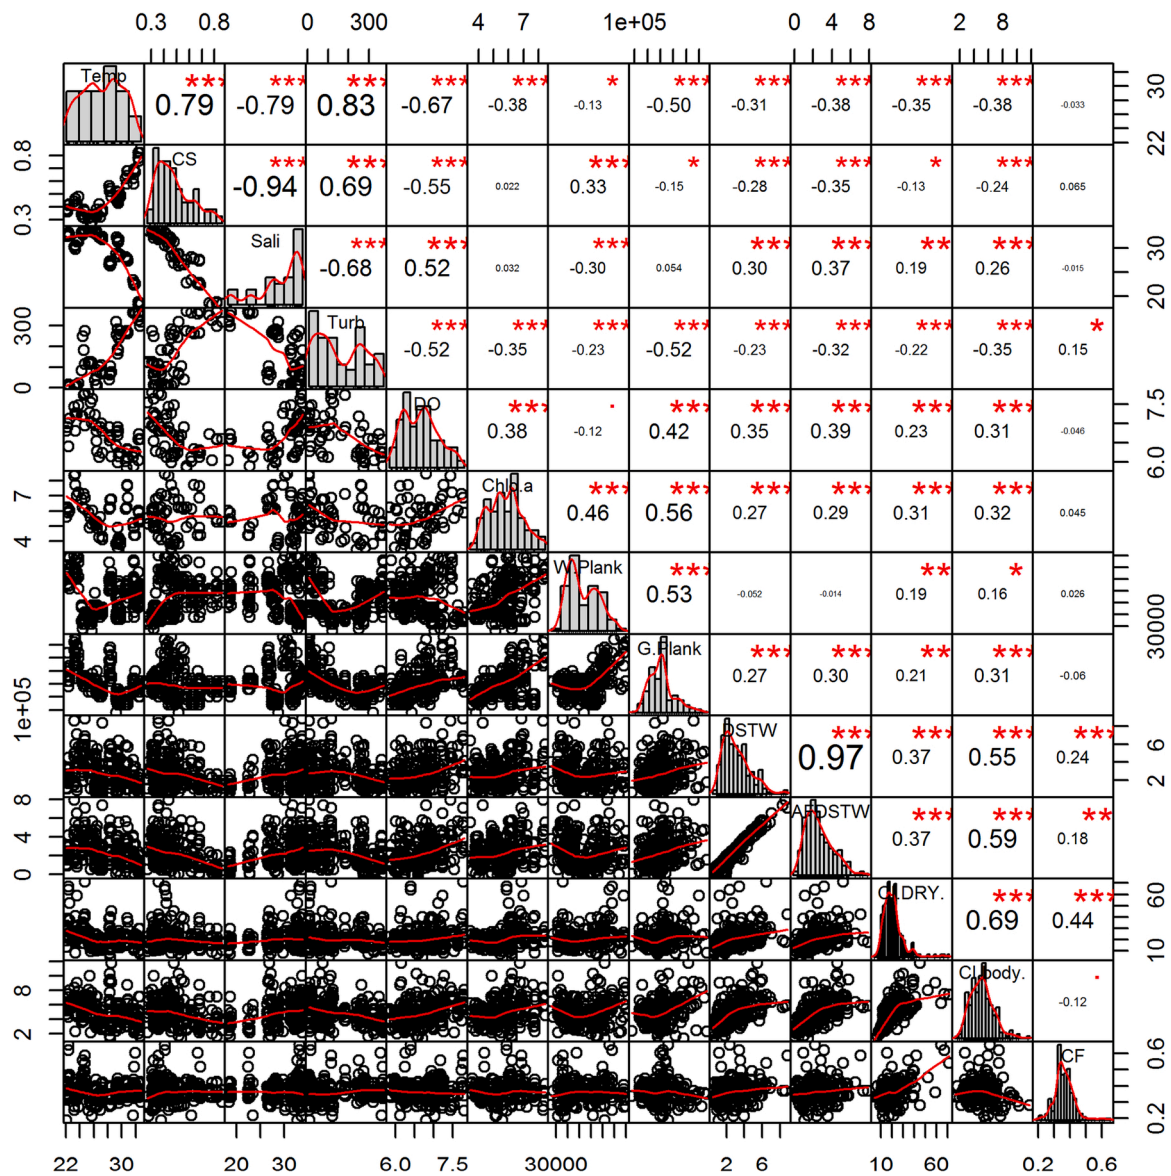 0.3 0.8 0 300 4 7 1e+05 0 4 8 2 8
Temp *** *** *** *** *** * *** *** *** *** ***
0.79 -0.79 0.83 -0.67 -0.38 -0.13 -0.50 -0.31 -0.38 -0.35 -0.38 -0.033
22 30
0.3 0.8
CS *** *** *** *** * *** *** * ***
-0.94 0.69 -0.55 0.022 0.33 -0.15 -0.28 -0.35 -0.13 -0.24 0.065
Sali *** *** *** *** *** ** ***
-0.68 0.52 0.032 -0.30 0.054 0.30 0.37 0.19 0.26 -0.015
20 30
0 300
Turb *** *** *** *** *** *** *** *** *
-0.52 -0.35 -0.23 -0.52 -0.23 -0.32 -0.22 -0.35 0.15
DO *** . *** *** *** *** ***
0.38 -0.12 0.42 0.35 0.39 0.23 0.31 -0.046
6.0 7.5
4 7
*** *** *** *** *** ***
0.46 0.56 0.27 0.29 0.31 0.32 0.045
W.Plank *** ** *
0.53 -0.052 -0.014 0.19 0.16 0.026
30000
1e+05
G.Plank *** *** ** ***
0.27 0.30 0.21 0.31 -0.06
DSTW *** *** *** ***
0.97 0.37 0.55 0.24
2 6
0 4 8
AFDSTW *** *** **
0.37 0.59 0.18
*** ***
0.69 0.44
10 60
2 8
CI.body. .
-0.12
CF
0.2 0.6
22 30 20 30 6.0 7.5 30000 2 6 10 60 0.2 0.6